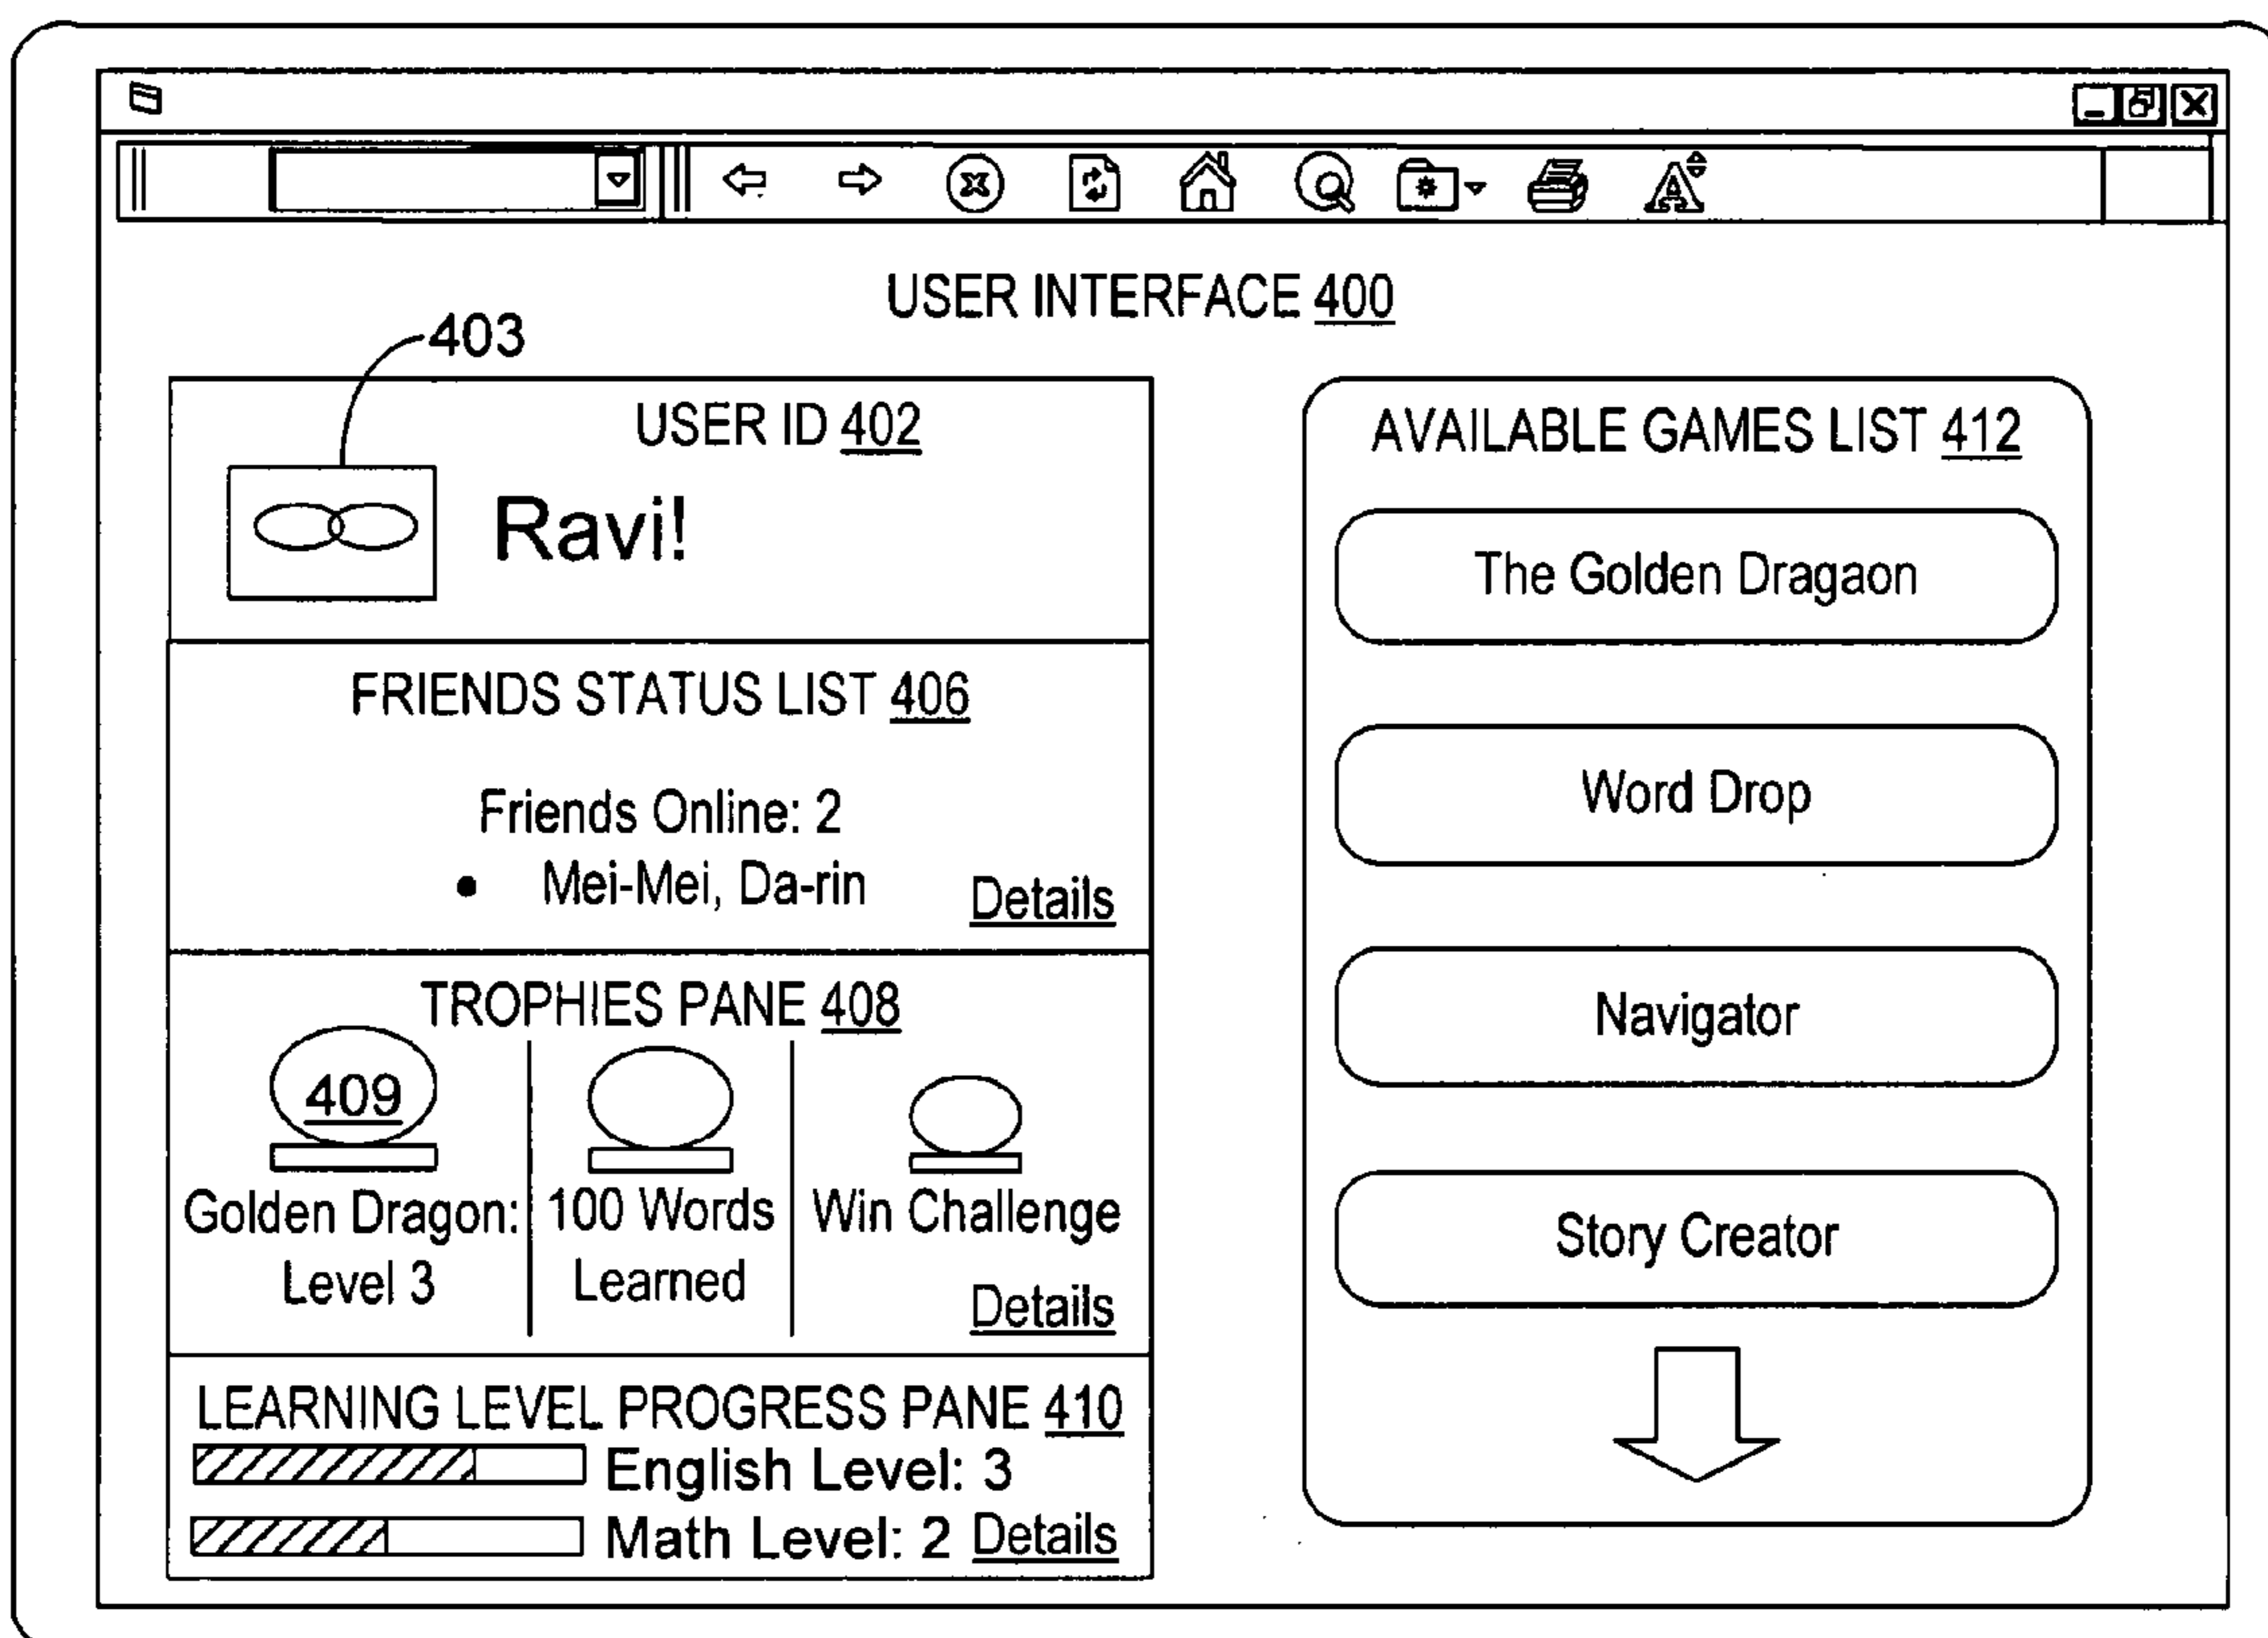 USER INTERFACE 400
403
USER ID 402
Ravi!
FRIENDS STATUS LIST 406
Friends Online: 2
• Mei-Mei, Da-rin
Details
TROPHIES PANE 408
409
Golden Dragon:
Level 3
100 Words
Learned
Win Challenge
Details
LEARNING LEVEL PROGRESS PANE 410
English Level: 3
Math Level: 2 Details
AVAILABLE GAMES LIST 412
The Golden Dragaon
Word Drop
Navigator
Story Creator